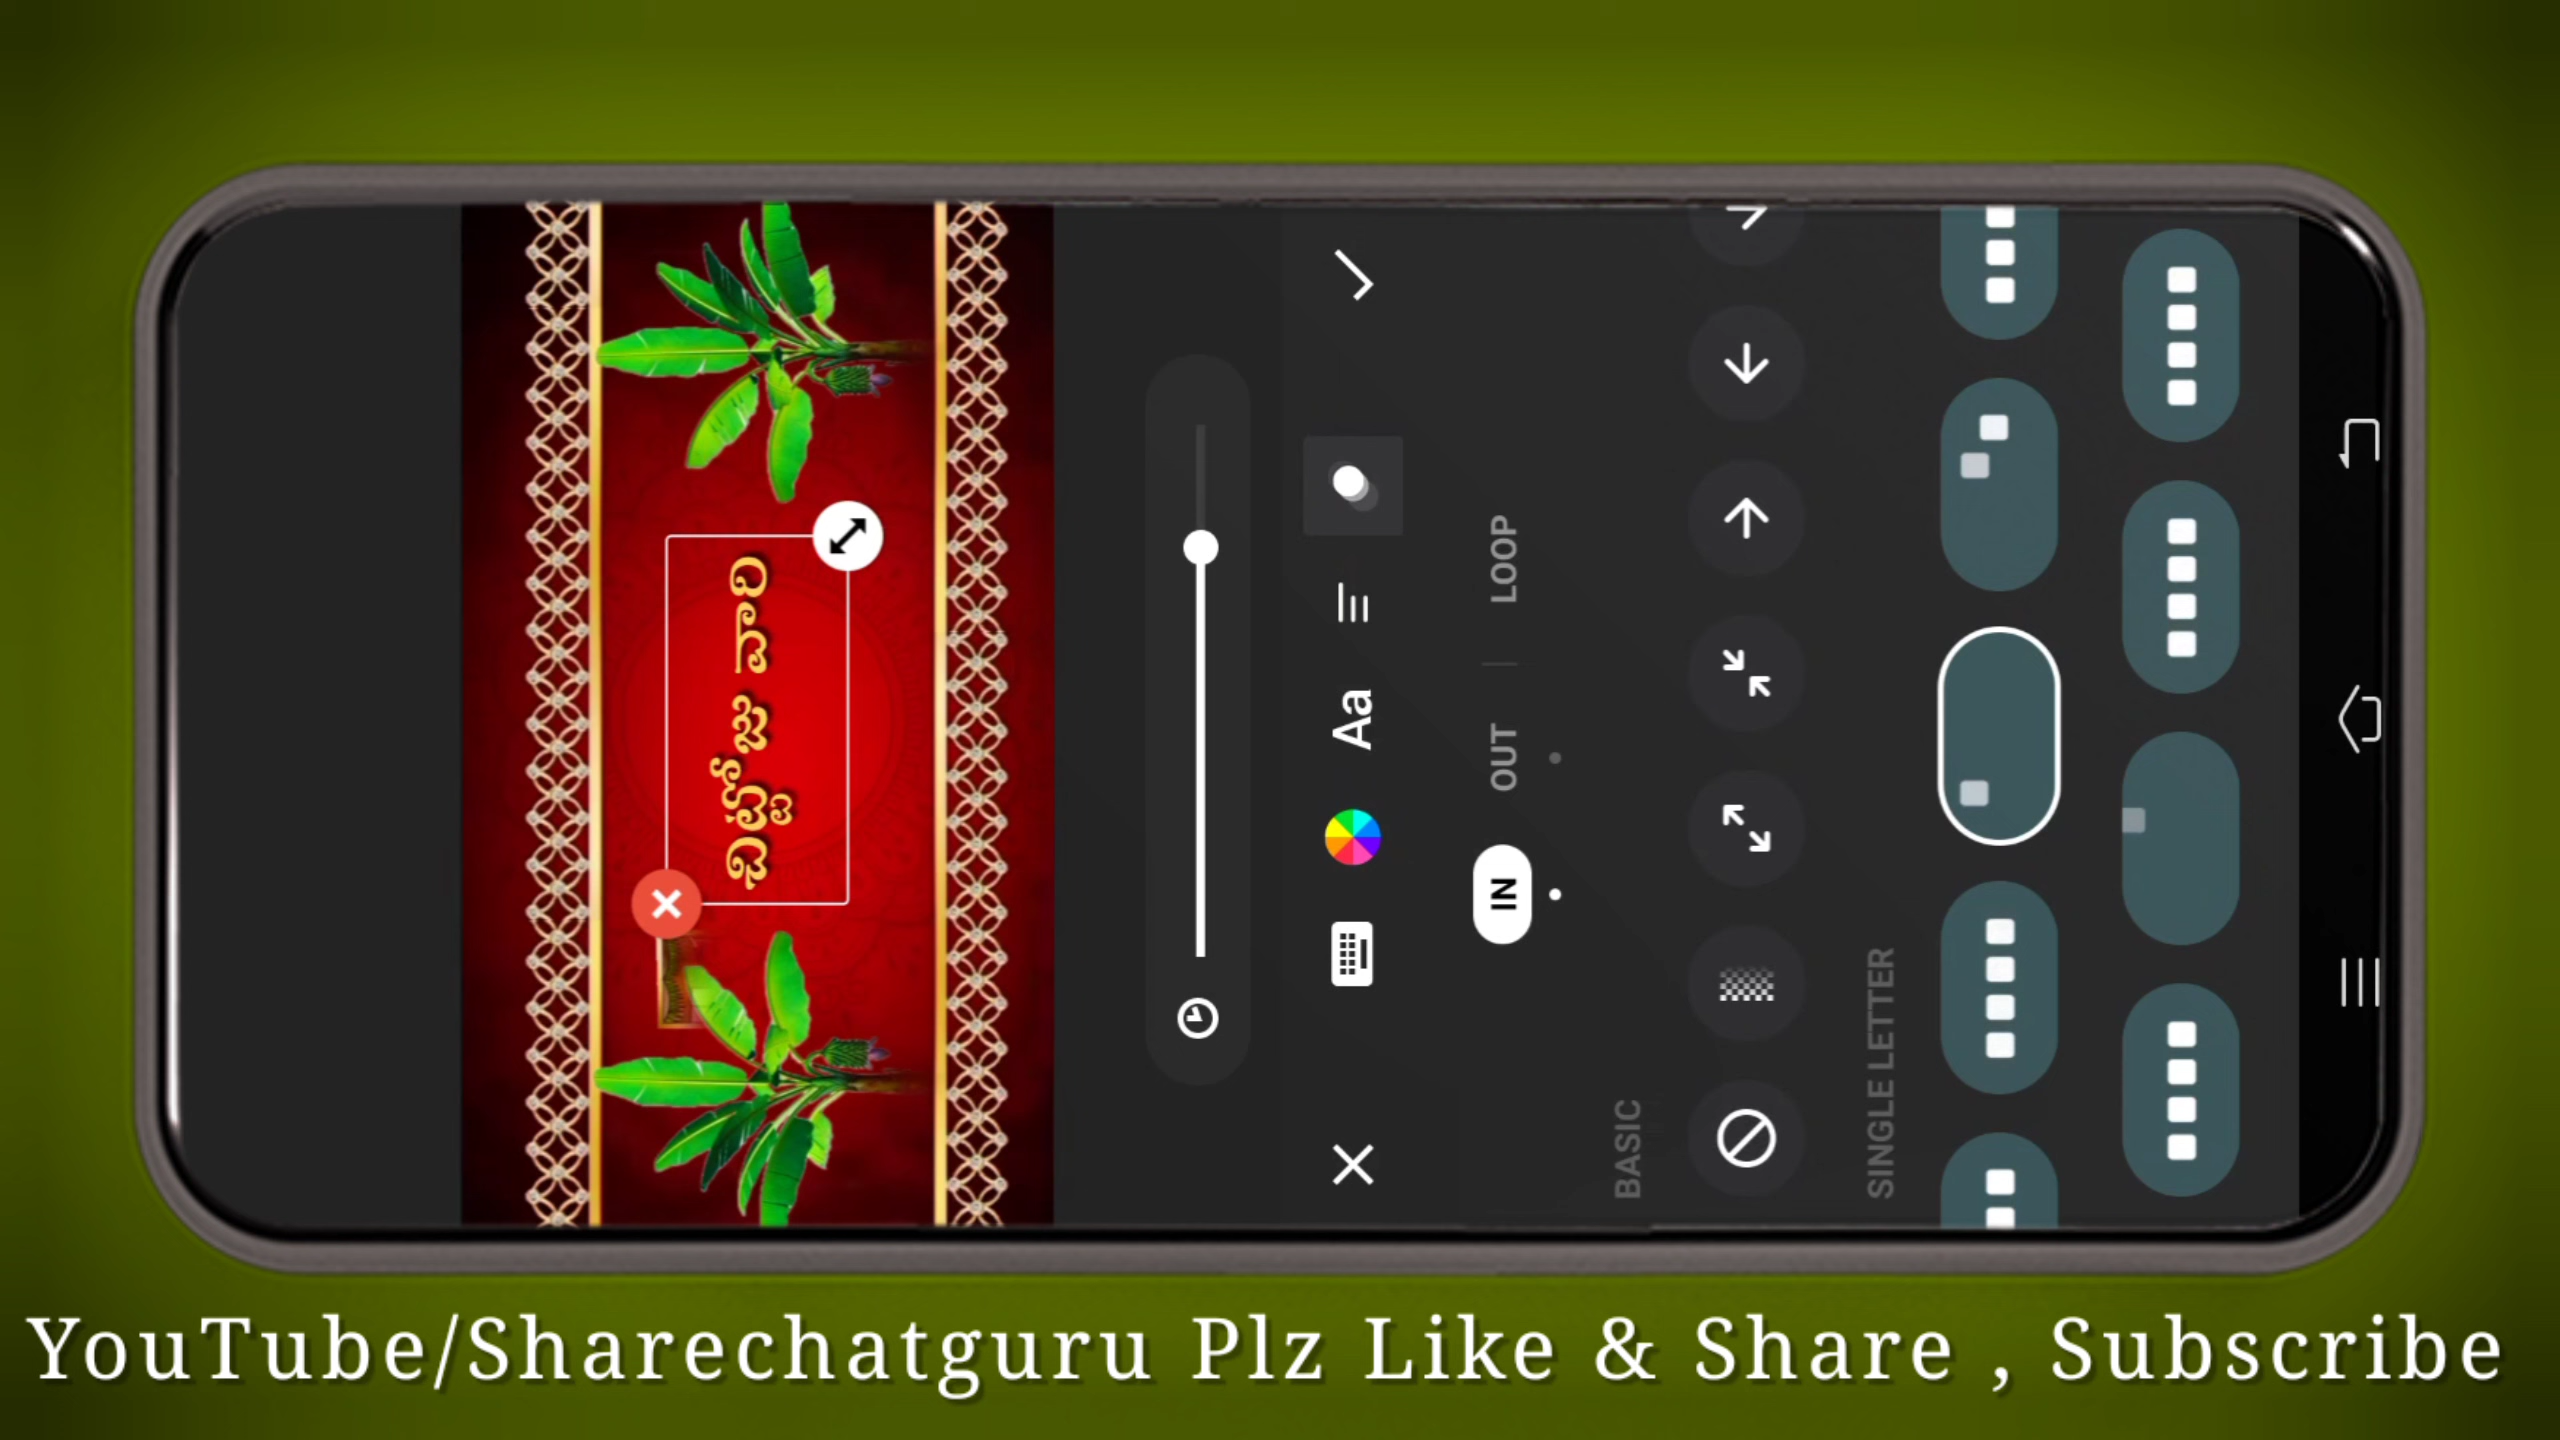 వారి
Aa
IN OUT LOOP
BASIC
SINGLE LETTER
YouTube/Sharechatguru Plz Like & Share , Subscribe